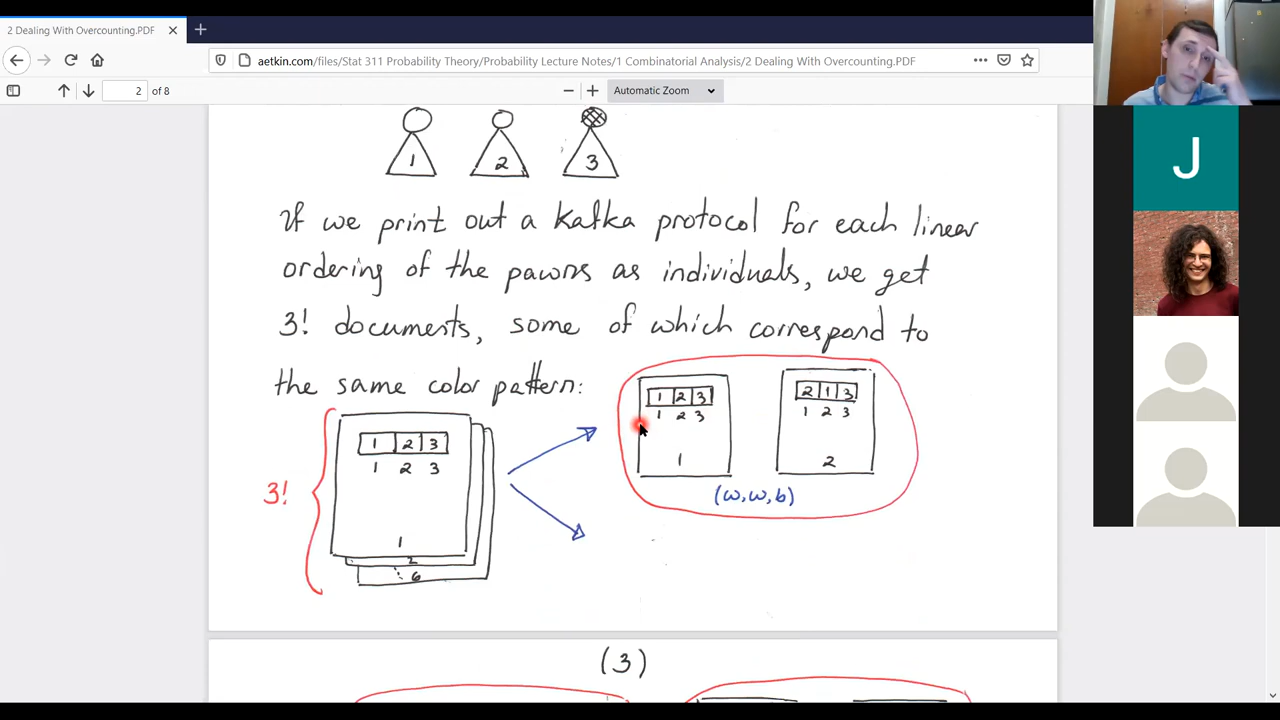 2 Dealing With Overcounting.PDF
aetkin.com/files/Stat 311 Probability Theory/Probability Lecture Notes/1 Combinatorial Analysis/2 Dealing With Overcounting.PDF
2 of 8
Automatic Zoom
1 2 3
If we print out a Kafka protocol for each linear
ordering of the pawns as individuals, we get
3! documents, some of which correspond to
the same color pattern:
1 2 3
1 2 3
1
2 1 3
1 2 3
2
(w,w,b)
3!
1 2 3
1 2 3
1
2
6
(3)
J